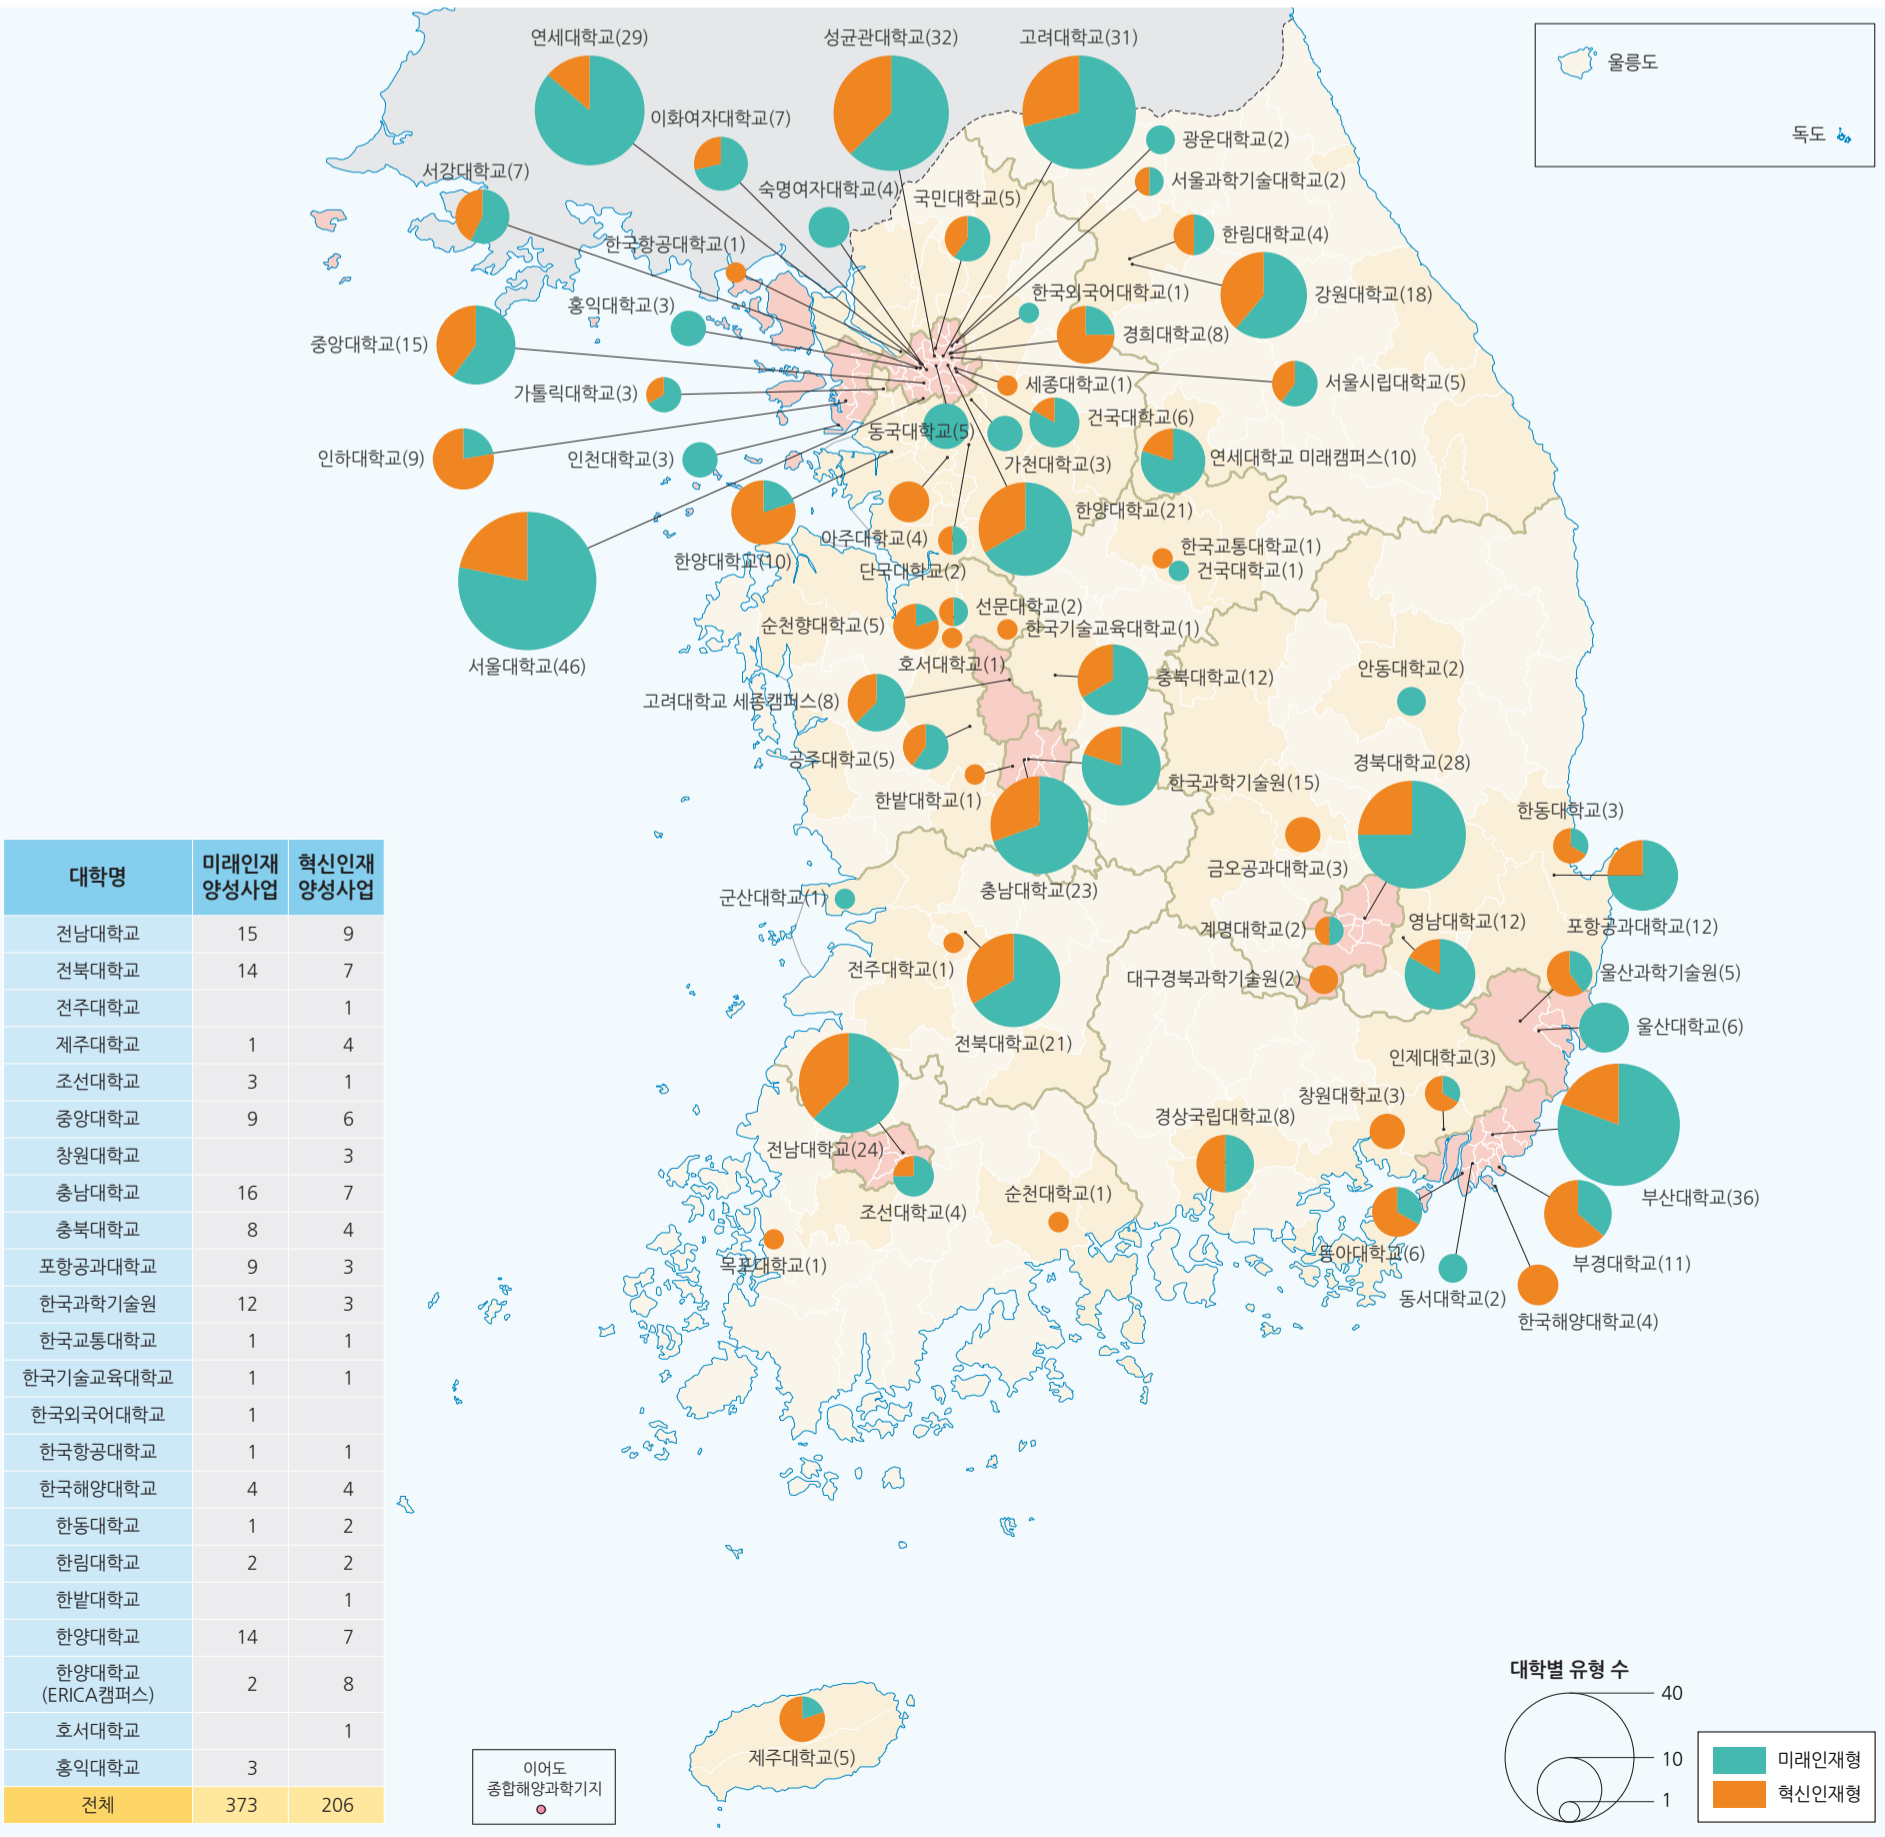 연세대학교(29)
성균관대학교(32)
고려대학교(31)
울릉도
독도
이화여자대학교(7)
광운대학교(2)
서강대학교(7)
숙명여자대학교(4)
국민대학교(5)
서울과학기술대학교(2)
한국항공대학교(1)
한림대학교(4)
홍익대학교(3)
한국외국어대학교(1)
강원대학교(18)
중앙대학교(15)
경희대학교(8)
가톨릭대학교(3)
세종대학교(1)
서울시립대학교(5)
동국대학교(5)
건국대학교(6)
인하대학교(9)
인천대학교(3)
가천대학교(3)
연세대학교 미래캠퍼스(10)
한양대학교(21)
아주대학교(4)
한양대학교(10)
단국대학교(2)
한국교통대학교(1)
건국대학교(1)
서울대학교(46)
순천향대학교(5)
선문대학교(2)
한국기술교육대학교(1)
호서대학교(1)
충북대학교(12)
안동대학교(2)
고려대학교 세종캠퍼스(8)
공주대학교(5)
한밭대학교(1)
한국과학기술원(15)
경북대학교(28)
한동대학교(3)
충남대학교(23)
금오공과대학교(3)
군산대학교(1)
계명대학교(2)
영남대학교(12)
포항공과대학교(12)
전주대학교(1)
대구경북과학기술원(2)
울산과학기술원(5)
전북대학교(21)
울산대학교(6)
인제대학교(3)
창원대학교(3)
경상국립대학교(8)
전남대학교(24)
부산대학교(36)
조선대학교(4)
순천대학교(1)
목포대학교(1)
동아대학교(6)
부경대학교(11)
동서대학교(2)
한국해양대학교(4)
제주대학교(5)
이어도
종합해양과학기지
대학명 미래인재 양성사업 혁신인재 양성사업
전남대학교 15 9
전북대학교 14 7
전주대학교 1
제주대학교 1 4
조선대학교 3 1
중앙대학교 9 6
창원대학교 3
충남대학교 16 7
충북대학교 8 4
포항공과대학교 9 3
한국과학기술원 12 3
한국교통대학교 1 1
한국기술교육대학교 1 1
한국외국어대학교 1
한국항공대학교 1 1
한국해양대학교 4 4
한동대학교 1 2
한림대학교 2 2
한밭대학교 1
한양대학교 14 7
한양대학교
(ERICA캠퍼스) 2 8
호서대학교 1
홍익대학교 3
전체 373 206
대학별 유형 수
40
10
1
미래인재형
혁신인재형